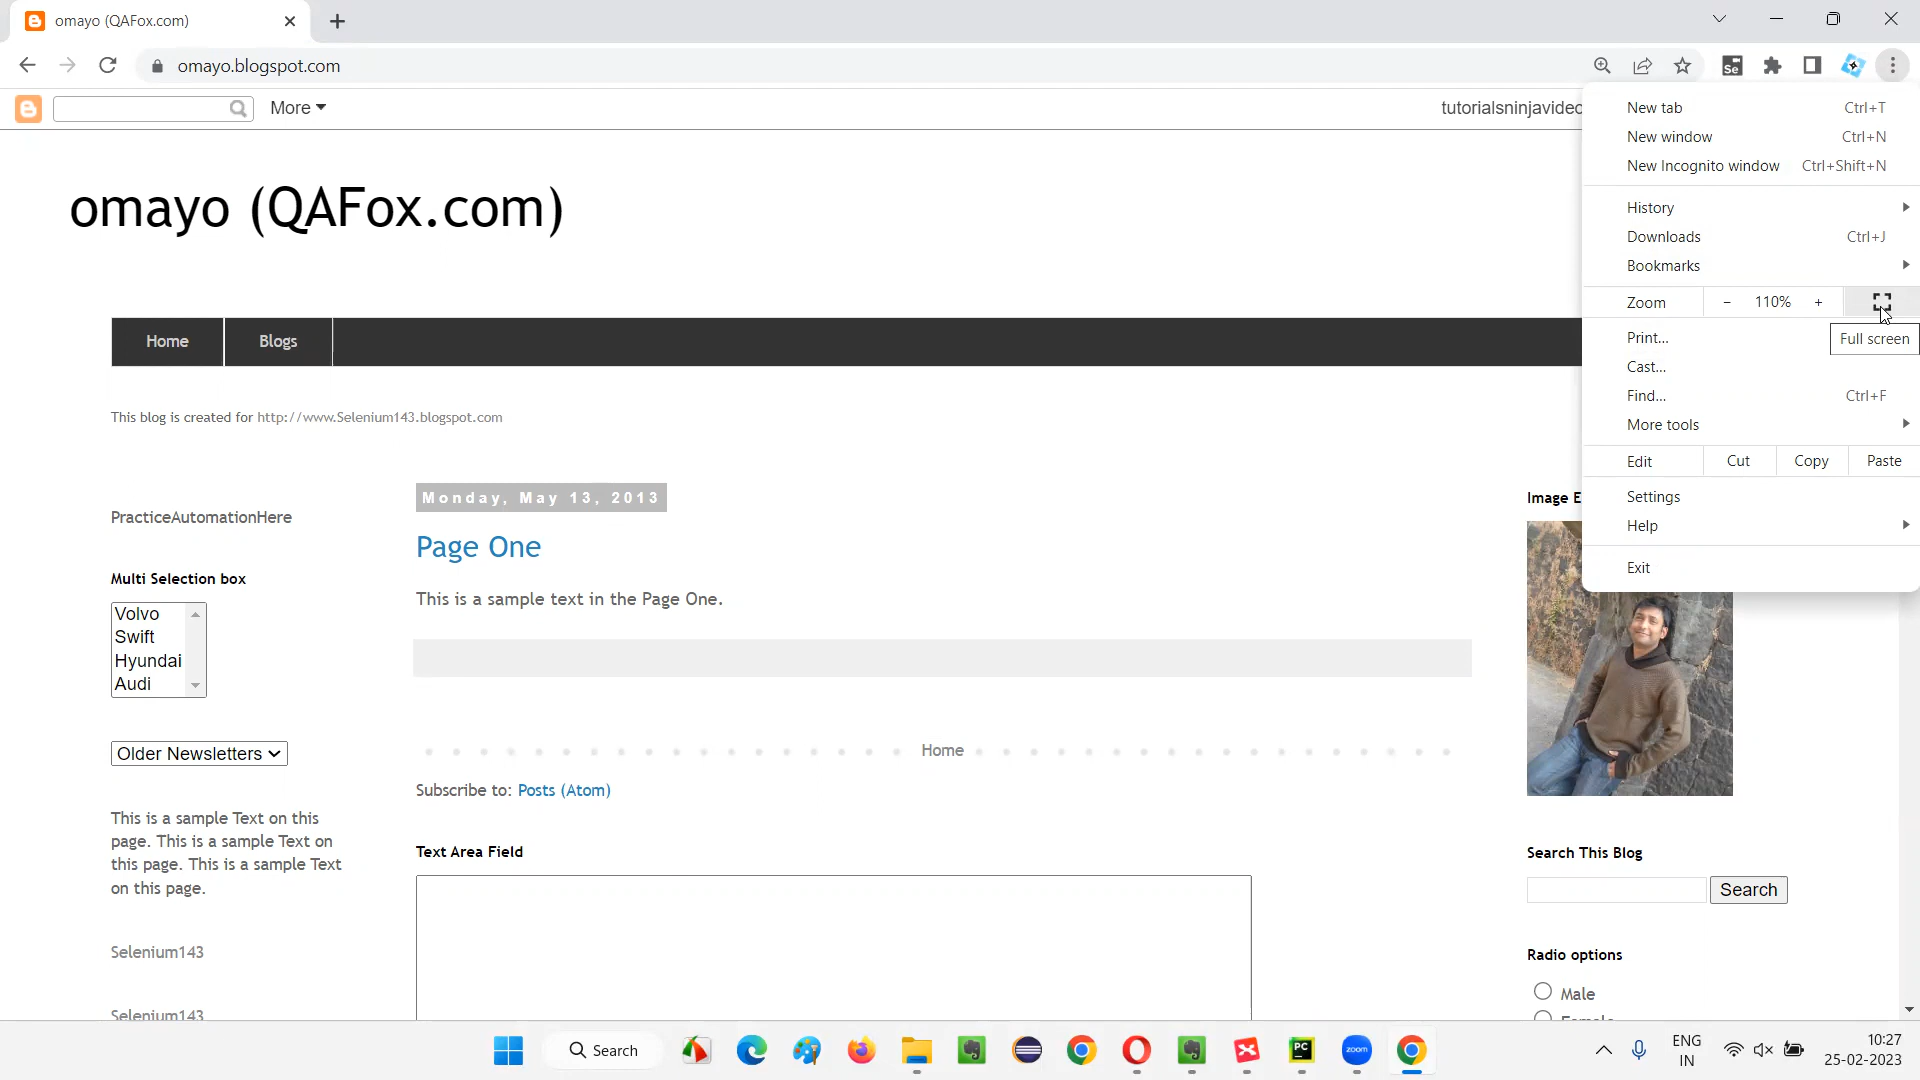 omayo (QAFox.com)
omayo.blogspot.com
Se
More
tutorialsninjavideo
New tab Ctrl+T
New window Ctrl+N
New Incognito window Ctrl+Shift+N
History
Downloads Ctrl+J
Bookmarks
Zoom - 110% +
Full screen
Print...
Cast...
Find... Ctrl+F
More tools
Edit Cut Copy Paste
Settings
Help
Exit
omayo (QAFox.com)
Home Blogs
This blog is created for http://www.Selenium143.blogspot.com
PracticeAutomationHere
Multi Selection box
Volvo
Swift
Hyundai
Audi
Older Newsletters
This is a sample Text on this
page. This is a sample Text on
this page. This is a sample Text
on this page.
Selenium143
Selenium143
Monday, May 13, 2013
Page One
This is a sample text in the Page One.
Home
Subscribe to: Posts (Atom)
Text Area Field
Image E
Search This Blog
Search
Radio options
Male
Female
Search
PC
zoom
ENG
IN
10:27
25-02-2023